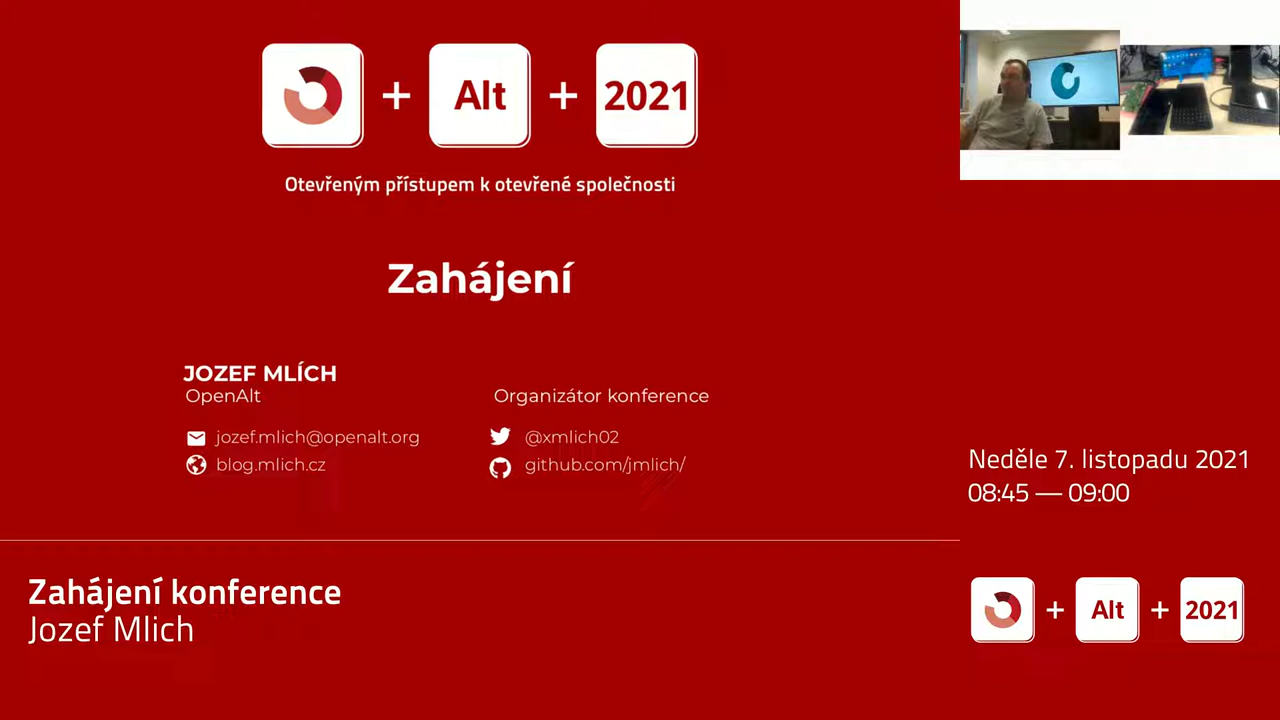 + Alt + 2021
Otevřeným přístupem k otevřené společnosti
Zahájení
JOZEF MLÍCH
OpenAlt
Organizátor konference
jozef.mlich@openalt.org
@xmlich02
blog.mlich.cz
github.com/jmlich/
Neděle 7. listopadu 2021
08:45 — 09:00
Zahájení konference
Jozef Mlich
+ Alt + 2021